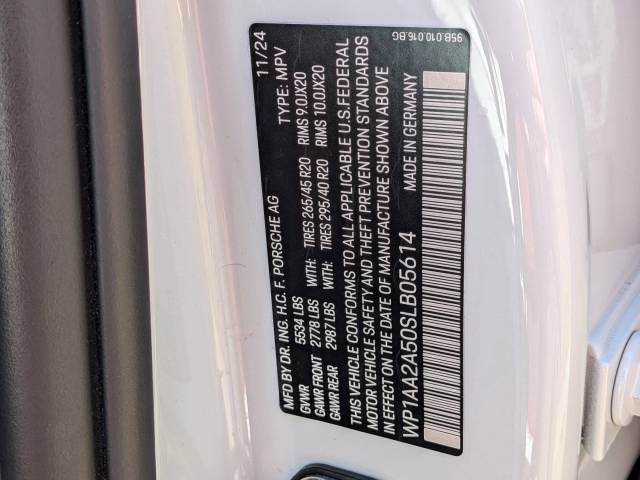 MFD BY DR. ING. H.C. F. PORSCHE AG 11/24
GVWR 5534 LBS TYPE: MPV
GAWR FRONT 2778 LBS WITH: TIRES 265/45 R20 RIMS 9.0JX20
GAWR REAR 2987 LBS WITH: TIRES 295/40 R20 RIMS 10.0JX20
THIS VEHICLE CONFORMS TO ALL APPLICABLE U.S.FEDERAL
MOTOR VEHICLE SAFETY AND THEFT PREVENTION STANDARDS
IN EFFECT ON THE DATE OF MANUFACTURE SHOWN ABOVE
WP1AA2A50SLB05614 MADE IN GERMANY
95B.010.016.BG